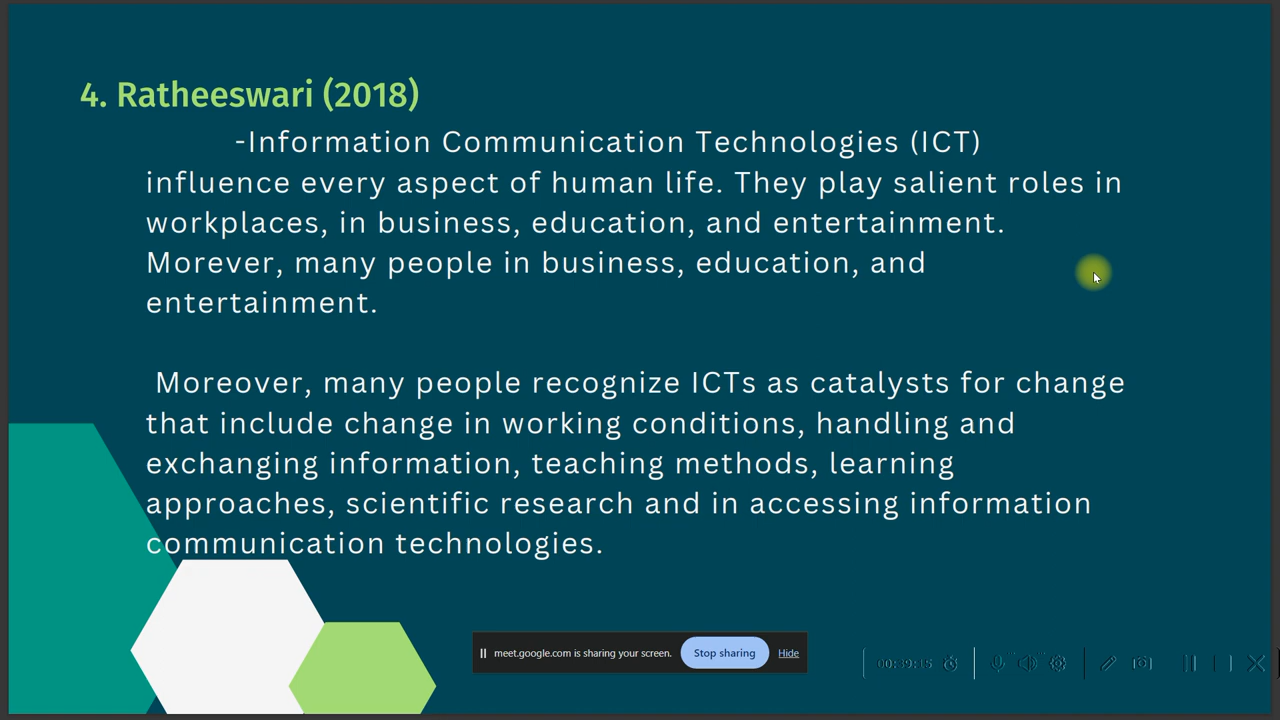 4. Ratheeswari (2018)
-Information Communication Technologies (ICT)
influence every aspect of human life. They play salient roles in
workplaces, in business, education, and entertainment.
Morever, many people in business, education, and
entertainment.
Moreover, many people recognize ICTs as catalysts for change
that include change in working conditions, handling and
exchanging information, teaching methods, learning
approaches, scientific research and in accessing information
communication technologies.
meet.google.com is sharing your screen. Stop sharing Hide
00:39:15